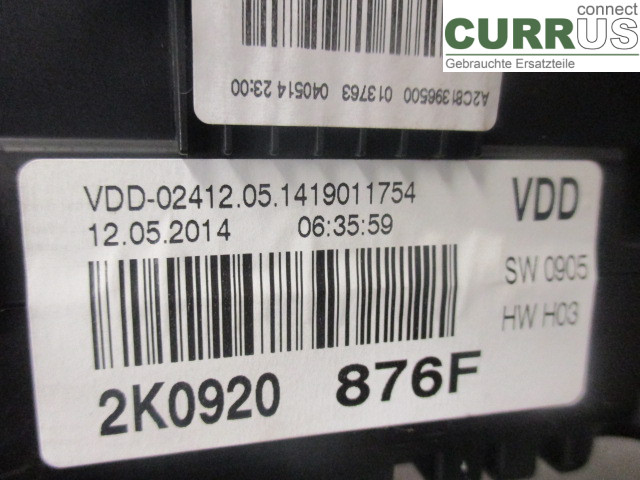 connect
CURRUS
Gebrauchte Ersatzteile
A2C81396500 013763 040514 23:00
VDD-02412.05.1419011754
VDD
12.05.2014 06:35:59
SW 0905
HW H03
2K0920 876F